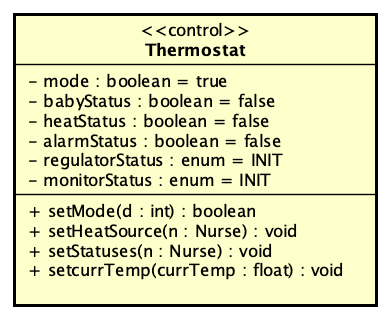 <<control>>
Thermostat
- mode : boolean = true
- babyStatus : boolean = false
- heatStatus : boolean = false
- alarmStatus : boolean = false
- regulatorStatus : enum = INIT
- monitorStatus : enum = INIT
+ setMode(d : int) : boolean
+ setHeatSource(n : Nurse) : void
+ setStatuses(n : Nurse) : void
+ setcurrTemp(currTemp : float) : void